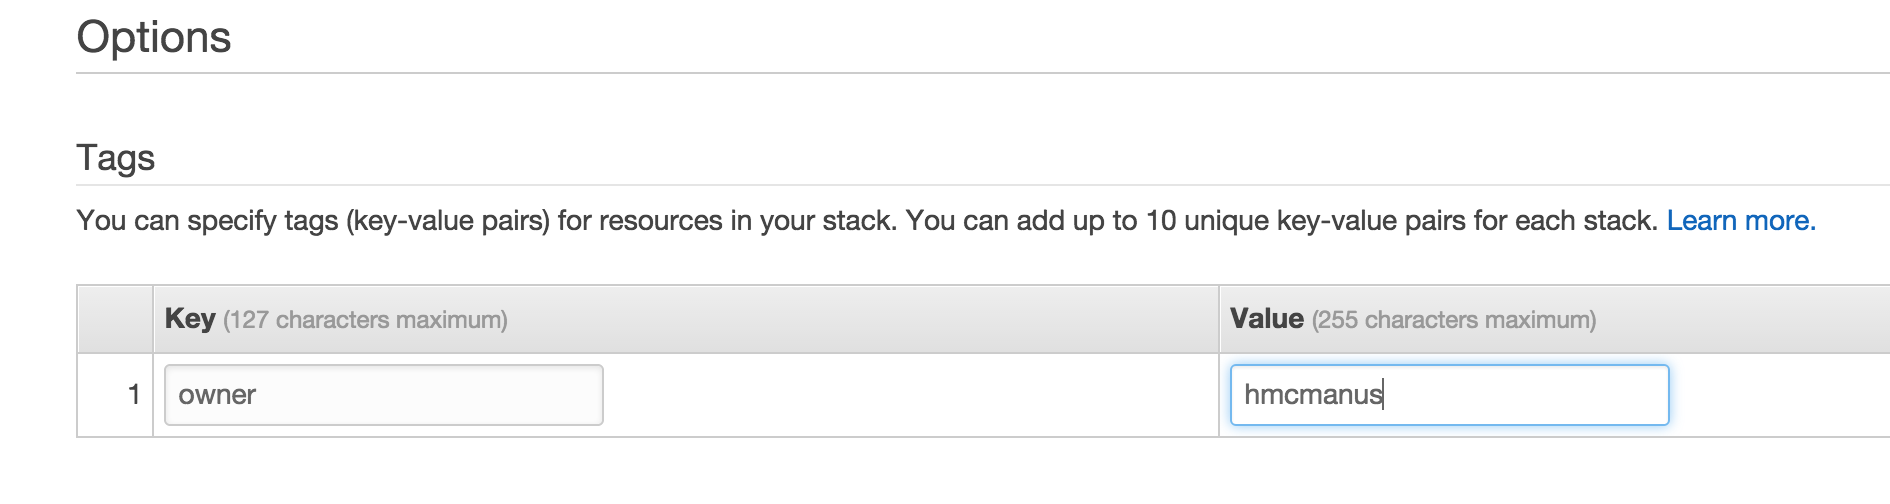 Options
Tags
You can specify tags (key-value pairs) for resources in your stack. You can add up to 10 unique key-value pairs for each stack. Learn more.
Key (127 characters maximum) Value (255 characters maximum)
1 owner hmcmanus